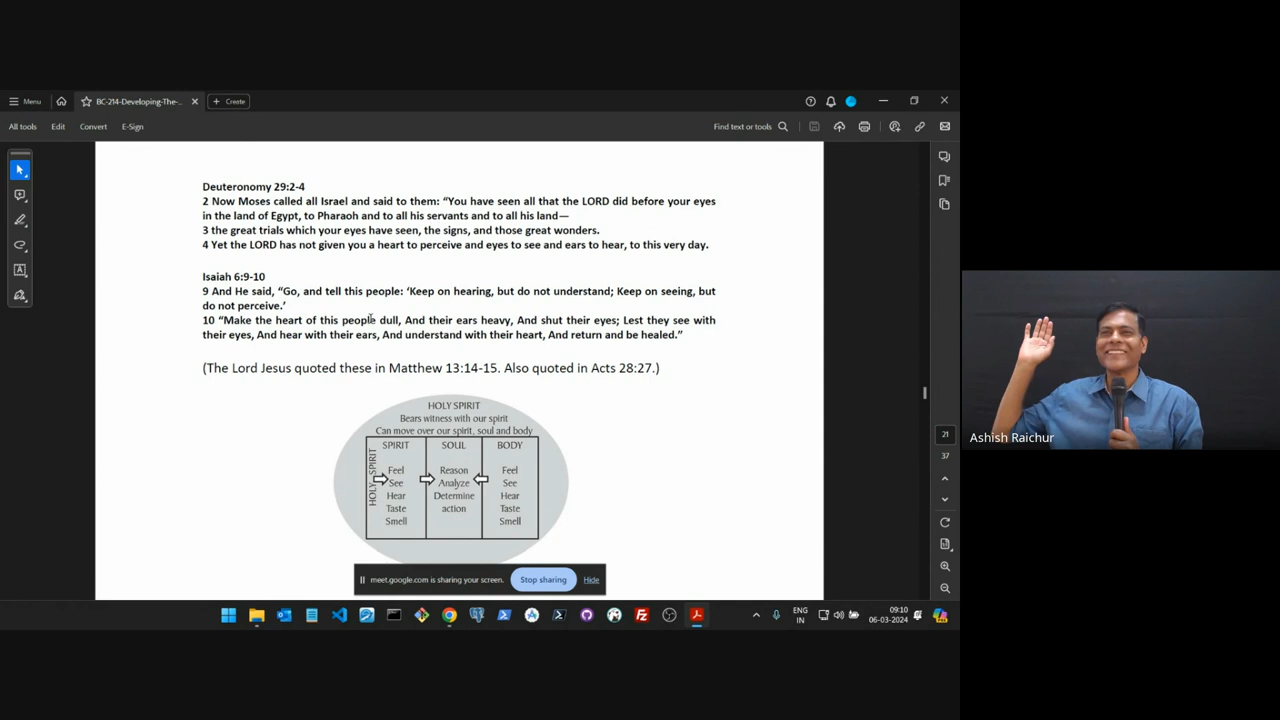 Menu
BC-214-Developing-The-...
Create
All tools
Edit
Convert
E-Sign
Find text or tools
Deuteronomy 29:2-4
2 Now Moses called all Israel and said to them: “You have seen all that the LORD did before your eyes
in the land of Egypt, to Pharaoh and to all his servants and to all his land—
3 the great trials which your eyes have seen, the signs, and those great wonders.
4 Yet the LORD has not given you a heart to perceive and eyes to see and ears to hear, to this very day.
Isaiah 6:9-10
9 And He said, “Go, and tell this people: ‘Keep on hearing, but do not understand; Keep on seeing, but
do not perceive.’
10 “Make the heart of this people dull, And their ears heavy, And shut their eyes; Lest they see with
their eyes, And hear with their ears, And understand with their heart, And return and be healed.”
(The Lord Jesus quoted these in Matthew 13:14-15. Also quoted in Acts 28:27.)
HOLY SPIRIT
Bears witness with our spirit
Can move over our spirit, soul and body
HOLY SPIRIT
SPIRIT
Feel
See
Hear
Taste
Smell
SOUL
Reason
Analyze
Determine
action
BODY
Feel
See
Hear
Taste
Smell
21
37
meet.google.com is sharing your screen.
Stop sharing
Hide
ENG
IN
09:10
06-03-2024
Ashish Raichur